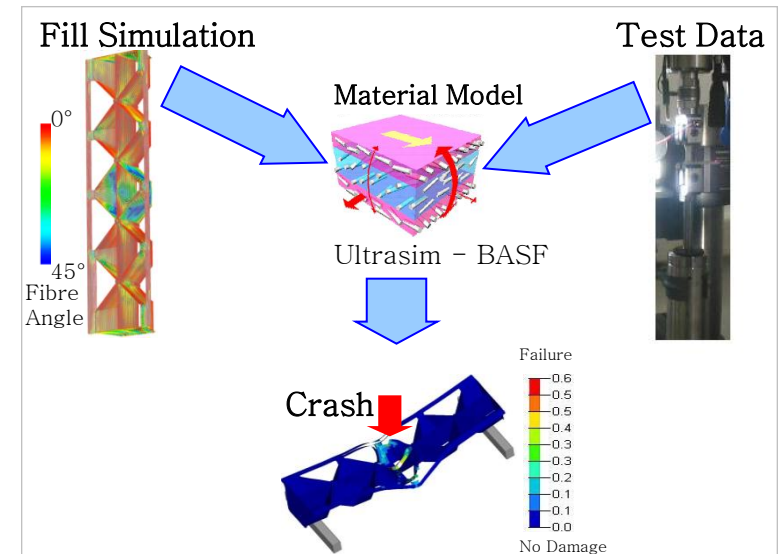 Fill Simulation
Test Data
Material Model
0°
45°
Fibre
Angle
Ultrasim - BASF
Crash
Failure
0.6
0.5
0.5
0.4
0.3
0.3
0.2
0.1
0.1
0.0
No Damage